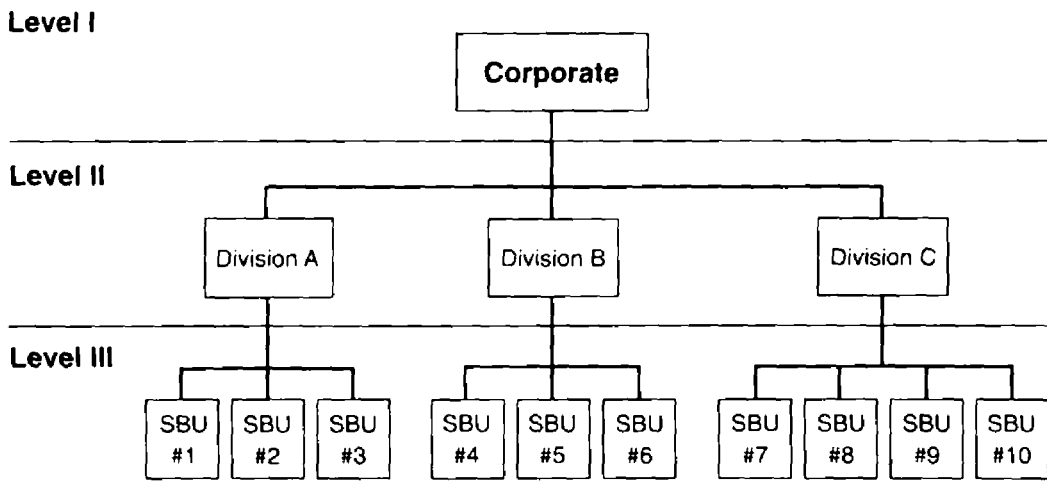 Level I
Corporate
Level II
Division A
Division B
Division C
Level III
SBU
#1
SBU
#2
SBU
#3
SBU
#4
SBU
#5
SBU
#6
SBU
#7
SBU
#8
SBU
#9
SBU
#10